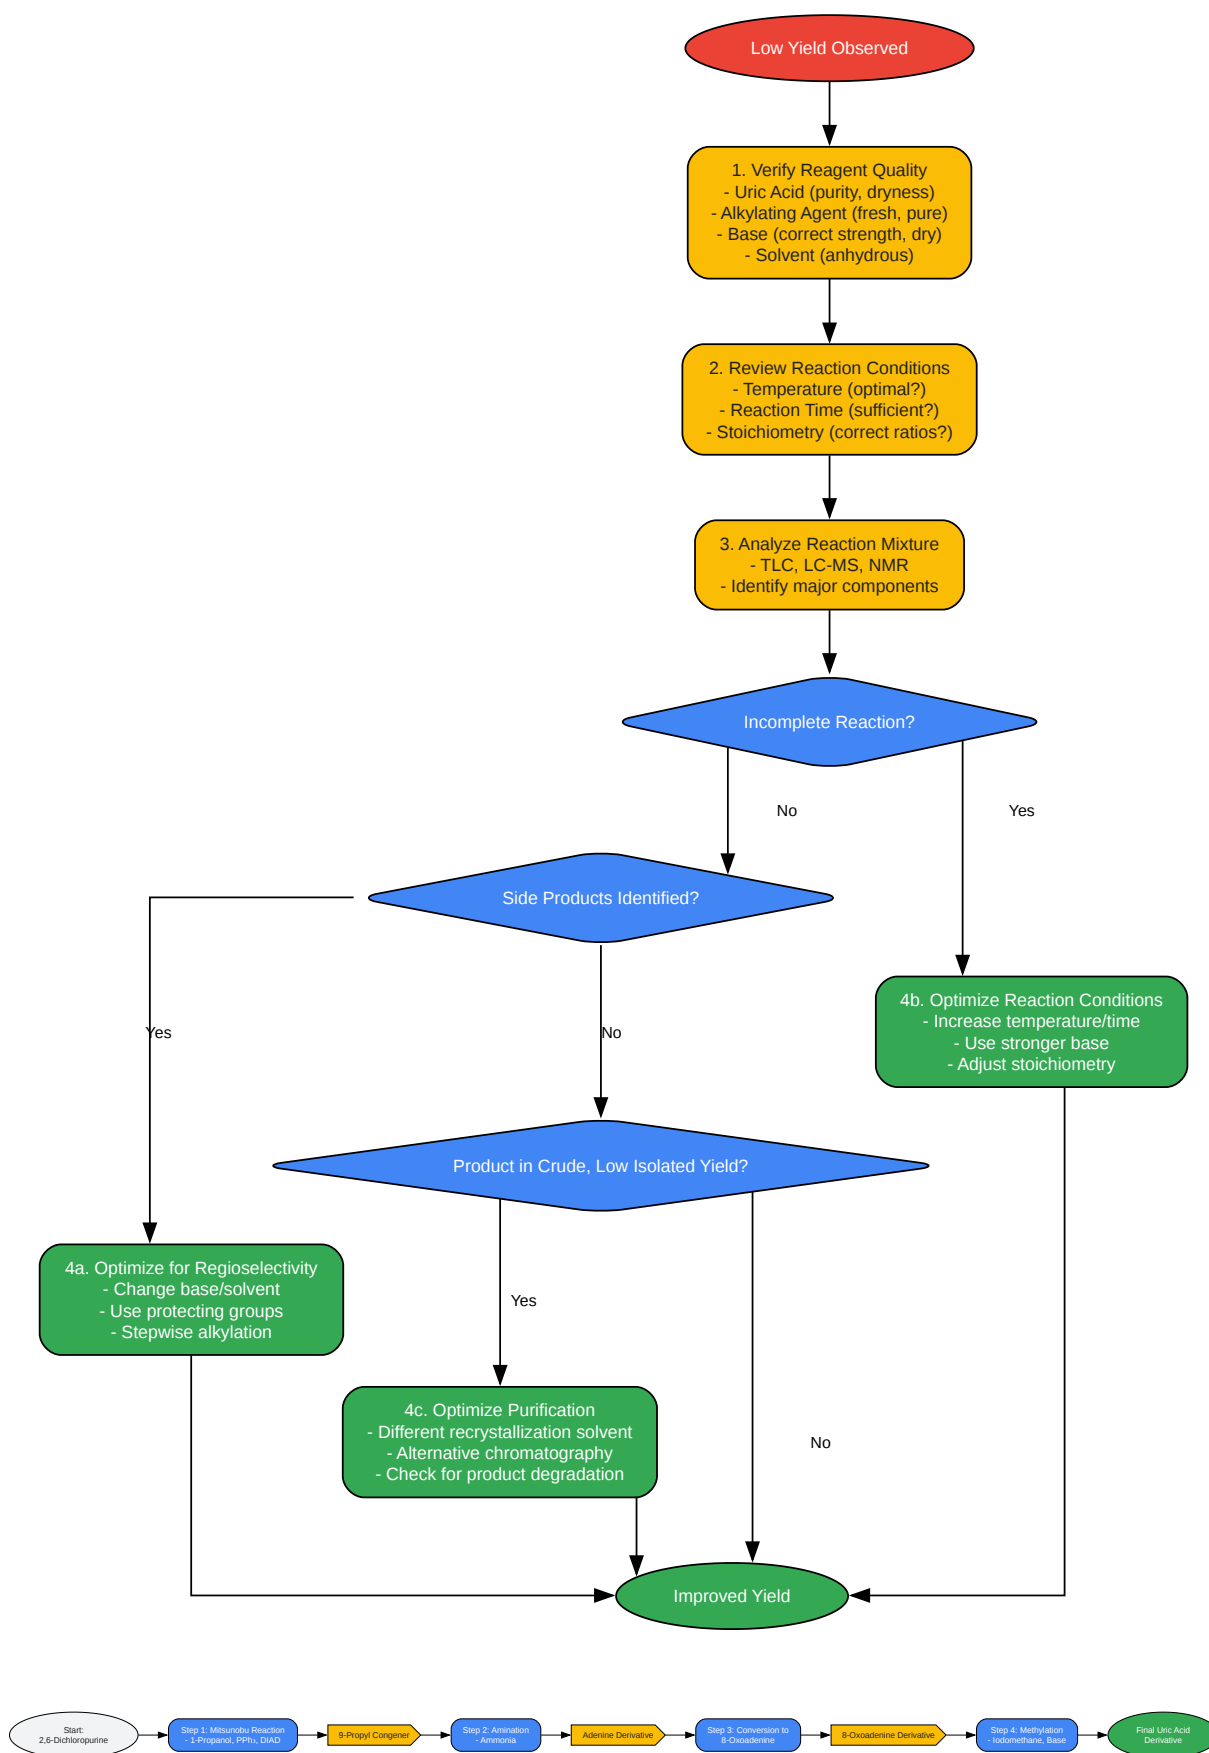 Low Yield Observed
1. Verify Reagent Quality
- Uric Acid (purity, dryness)
- Alkylating Agent (fresh, pure)
- Base (correct strength, dry)
- Solvent (anhydrous)
2. Review Reaction Conditions
- Temperature (optimal?)
- Reaction Time (sufficient?)
- Stoichiometry (correct ratios?)
3. Analyze Reaction Mixture
- TLC, LC-MS, NMR
- Identify major components
Incomplete Reaction?
No
Yes
Side Products Identified?
Yes
No
4b. Optimize Reaction Conditions
- Increase temperature/time
- Use stronger base
- Adjust stoichiometry
Product in Crude, Low Isolated Yield?
4a. Optimize for Regioselectivity
- Change base/solvent
- Use protecting groups
- Stepwise alkylation
Yes
4c. Optimize Purification
- Different recrystallization solvent
- Alternative chromatography
- Check for product degradation
No
Improved Yield
Start:
2,6-Dichloropurine
Step 1: Mitsunobu Reaction
- 1-Propanol, PPh₃, DIAD
9-Propyl Congener
Step 2: Amination
- Ammonia
Adenine Derivative
Step 3: Conversion to
8-Oxoadenine
8-Oxoadenine Derivative
Step 4: Methylation
- Iodomethane, Base
Final Uric Acid
Derivative